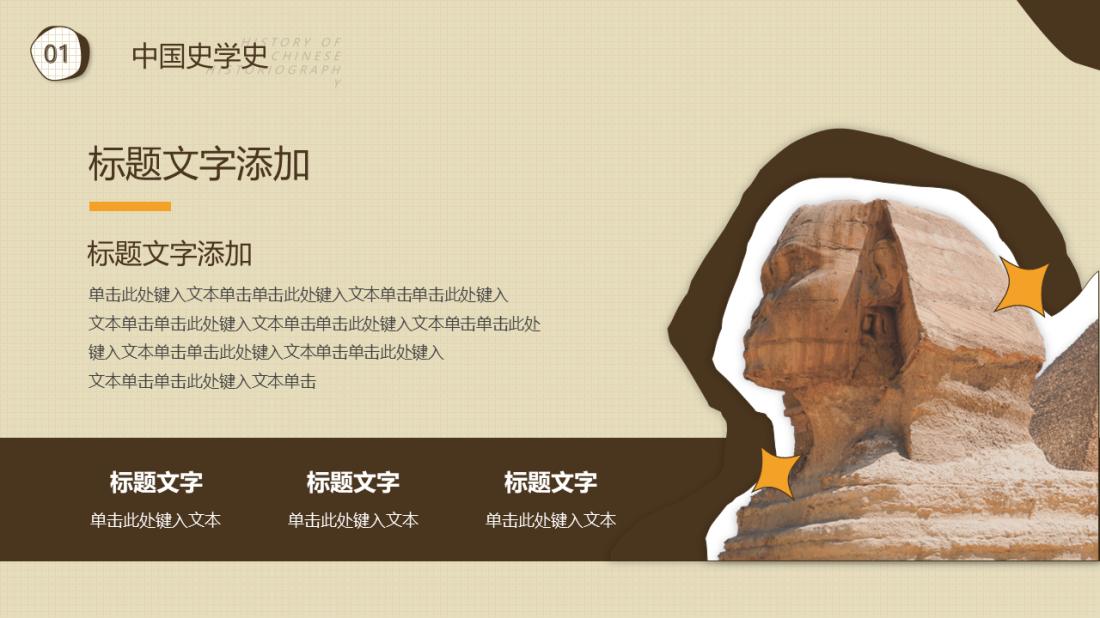 01
中国史学史
HISTORY OF
CHINESE
HISTORIOGRAPH
Y
标题文字添加
标题文字添加
单击此处键入文本单击单击此处键入文本单击单击此处键入
文本单击单击此处键入文本单击单击此处键入文本单击单击此处
键入文本单击单击此处键入文本单击单击此处键入
文本单击单击此处键入文本单击
标题文字
标题文字
标题文字
单击此处键入文本
单击此处键入文本
单击此处键入文本